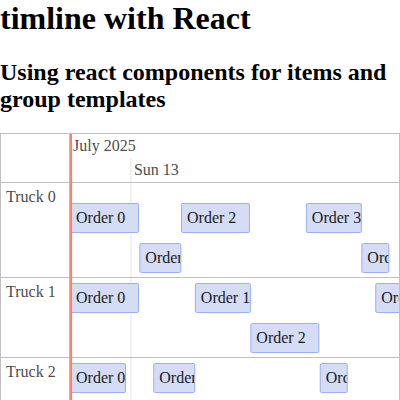 timline with React
Using react components for items and
group templates
July 2025
Sun 13
Truck 0
Order 0
Order 2
Order 3
Order
Ord
Truck 1
Order 0
Order 1
Or
Order 2
Truck 2
Order 0
Order
Ord